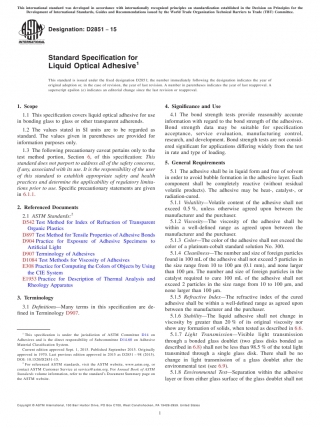 This international standard was developed in accordance with internationally recognized principles on standardization established in the Decision on Principles for the
Development of International Standards, Guides and Recommendations issued by the World Trade Organization Technical Barriers to Trade (TBT) Committee.
Designation: D2851 − 15
INTERNATIONAL
Standard Specification for
Liquid Optical Adhesive1
This standard is issued under the fixed designation D2851; the number immediately following the designation indicates the year of
original adoption or, in the case of revision, the year of last revision. A number in parentheses indicates the year of last reapproval. A
superscript epsilon (ε) indicates an editorial change since the last revision or reapproval.
1. Scope
1.1 This specification covers liquid optical adhesive for use
in bonding glass to glass or other transparent adherends.
1.2 The values stated in SI units are to be regarded as
standard. The values given in parentheses are provided for
information purposes only.
1.3 The following precautionary caveat pertains only to the
test method portion, Section 6, of this specification: This
standard does not purport to address all of the safety concerns,
if any, associated with its use. It is the responsibility of the user
of this standard to establish appropriate safety and health
practices and determine the applicability of regulatory limita-
tions prior to use. Specific precautionary statements are given
in 6.1.1.
2. Referenced Documents
2.1 ASTM Standards:2
D542 Test Method for Index of Refraction of Transparent
Organic Plastics
D897 Test Method for Tensile Properties of Adhesive Bonds
D904 Practice for Exposure of Adhesive Specimens to
Artificial Light
D907 Terminology of Adhesives
D1084 Test Methods for Viscosity of Adhesives
E308 Practice for Computing the Colors of Objects by Using
the CIE System
E1953 Practice for Description of Thermal Analysis and
Rheology Apparatus
3. Terminology
3.1 Definitions—Many terms in this specification are de-
fined in Terminology D907.
1 This specification is under the jurisdiction of ASTM Committee D14 on
Adhesives and is the direct responsibility of Subcommittee
Material Classification System.
Current edition approved Sept. 1, 2015. Published September 2015. Originally
approved in 1970. Last previous edition approved in
DOI: 10.1520/D2851-15.
2 For referenced ASTM standards, visit the ASTM website, www.astm.org, or
contact ASTM Customer Service at service@astm.org. For Annual Book of ASTM
Standards volume information, refer to the standard's Document Summary page on
the ASTM website.
4. Significance and Use
4.1 The bond strength tests provide reasonably accurate
information with regard to the bond strength of the adhesives.
Bond strength data may be suitable for specification
acceptance, service evaluation, manufacturing control,
research, and development. Bond strength tests are not consid-
ered significant for applications differing widely from the test
in rate and type of loading.
5. General Requirements
5.1 The adhesive shall be in liquid form and free of solvent
in order to avoid bubble formation in the adhesive layer. Each
component shall be completely reactive (without residual
volatile products). The adhesive may be base-, catalyst-, or
radiation-cured.
5.1.1 Volatility—Volatile content of the adhesive shall not
exceed 0.5 %, unless otherwise agreed upon between the
manufacturer and the purchaser.
5.1.2 Viscosity—The viscosity of the adhesive shall be
within a well-defined range as agreed upon between the
manufacturer and the purchaser.
5.1.3 Color—The color of the adhesive shall not exceed the
color of a platinum-cobalt standard solution No. 300.
5.1.4 Cleanliness—The number and size of foreign particles
found in 100 mL of the adhesive shall not exceed 5 particles in
the size range from 10 to 100 µm (0.1 mm), and none larger
than 100 µm. The number and size of foreign particles in the
catalyst required to cure 100 mL of the adhesive shall not
exceed 2 particles in the size range from 10 to 100 µm, and
none larger than 100 µm.
5.1.5 Refractive Index—The refractive index of the cured
adhesive shall be within a well-defined range as agreed upon
between the manufacturer and the purchaser.
5.1.6 Stability—The liquid adhesive shall not change in
viscosity by greater than 20 % of its original viscosity nor
show any formation of solids, when tested as described in 6.6.
5.1.7 Light Transmission—Visible light transmission
through a bonded glass doublet (two glass disks bonded as
described in 6.8) shall not be less than 98.5 % of the total light
transmitted through a single glass disk. There shall be no
change in light transmission of a glass doublet after the
environmental test (see 6.9).
5.1.8 Environmental Test—Separation within the adhesive
layer or from either glass surface of the glass doublet shall not
Copyright © ASTM International, 100 Barr Harbor Drive, PO Box C700, West Conshohocken, PA 19428-2959. United States
1